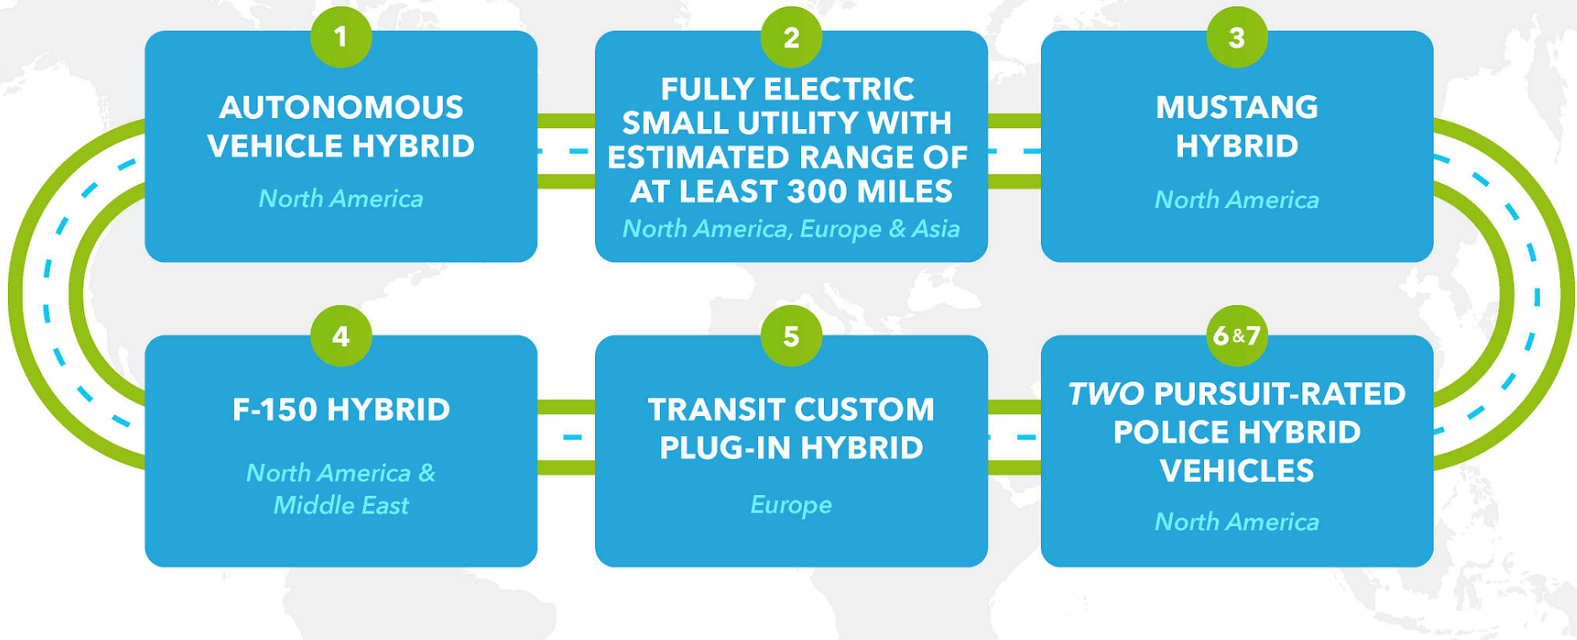 1
AUTONOMOUS
VEHICLE HYBRID
North America
2
FULLY ELECTRIC
SMALL UTILITY WITH
ESTIMATED RANGE OF
AT LEAST 300 MILES
North America, Europe & Asia
3
MUSTANG
HYBRID
North America
4
F-150 HYBRID
North America &
Middle East
5
TRANSIT CUSTOM
PLUG-IN HYBRID
Europe
6&7
TWO PURSUIT-RATED
POLICE HYBRID
VEHICLES
North America